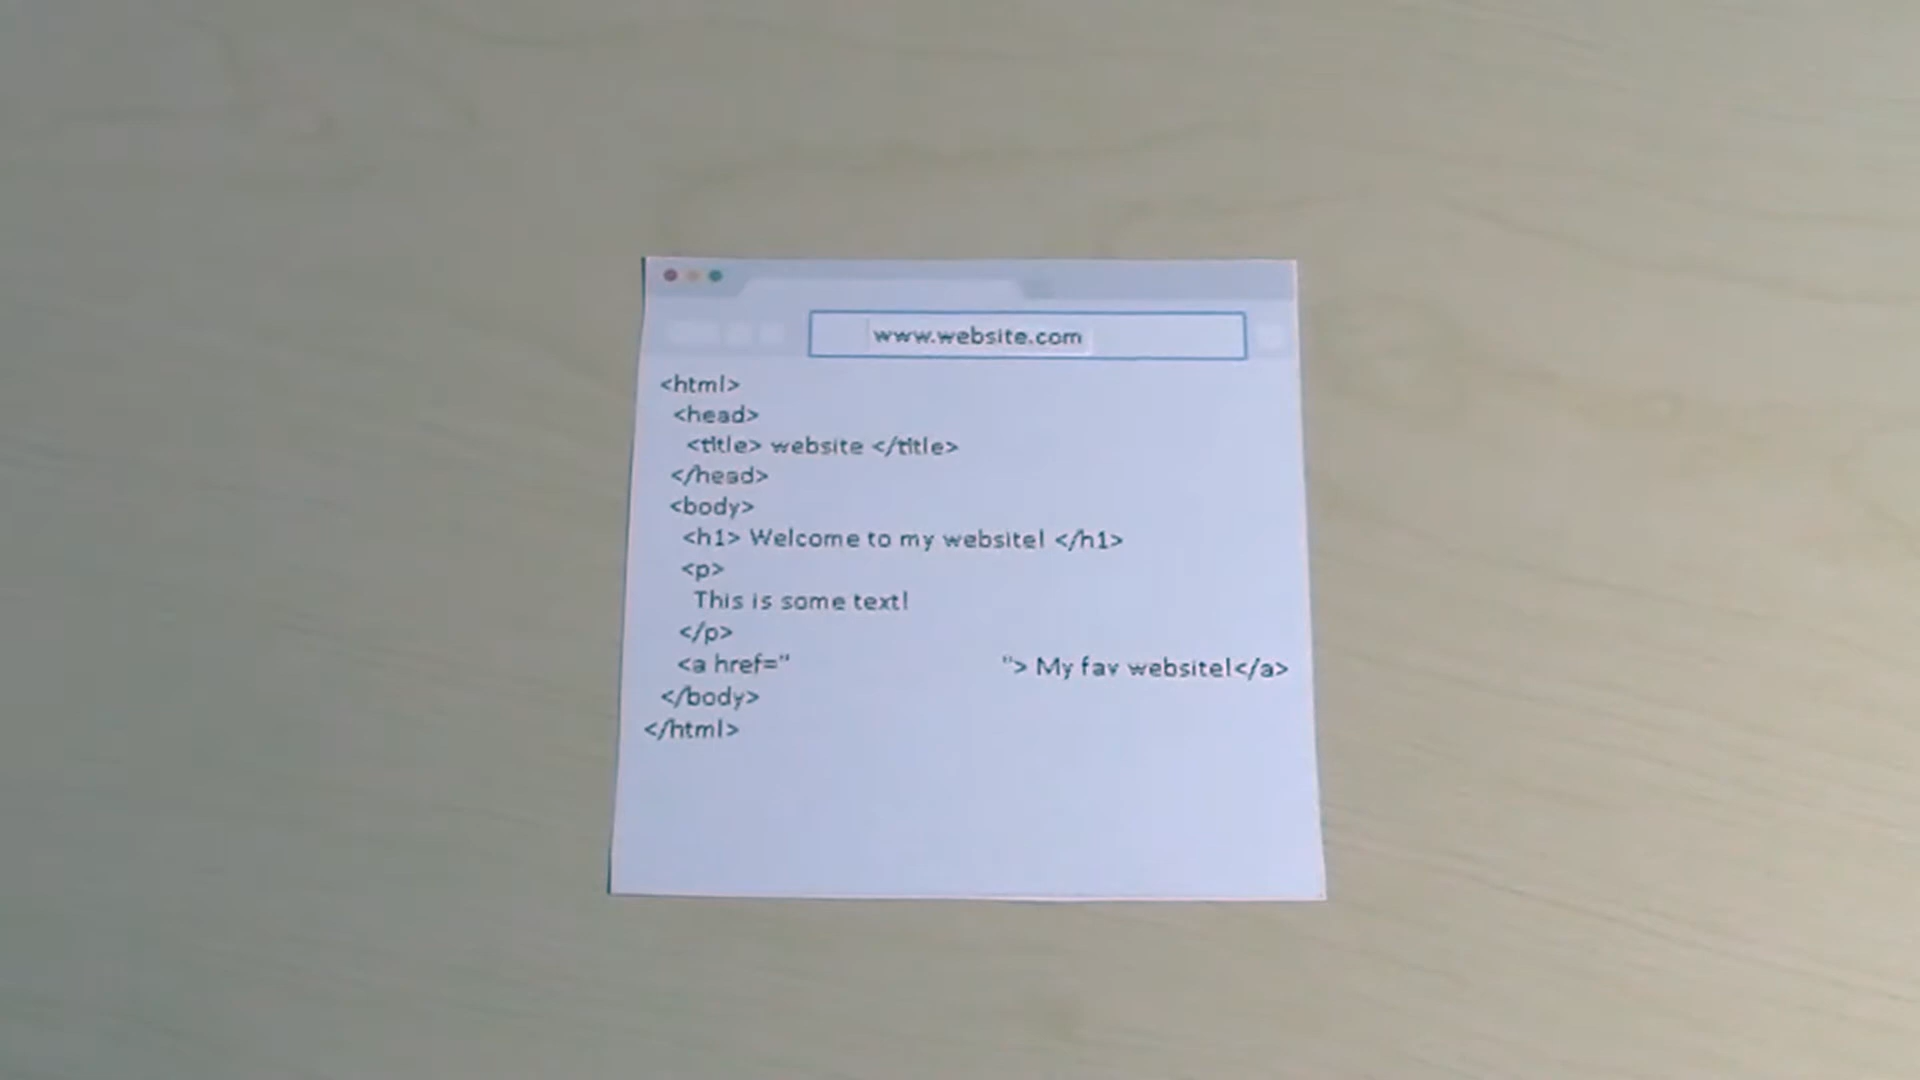 www.website.com
<html>
<head>
<title> website </title>
</head>
<body>
<h1> Welcome to my website! </h1>
<p>
This is some text!
</p>
<a href=" "> My fav website!</a>
</body>
</html>